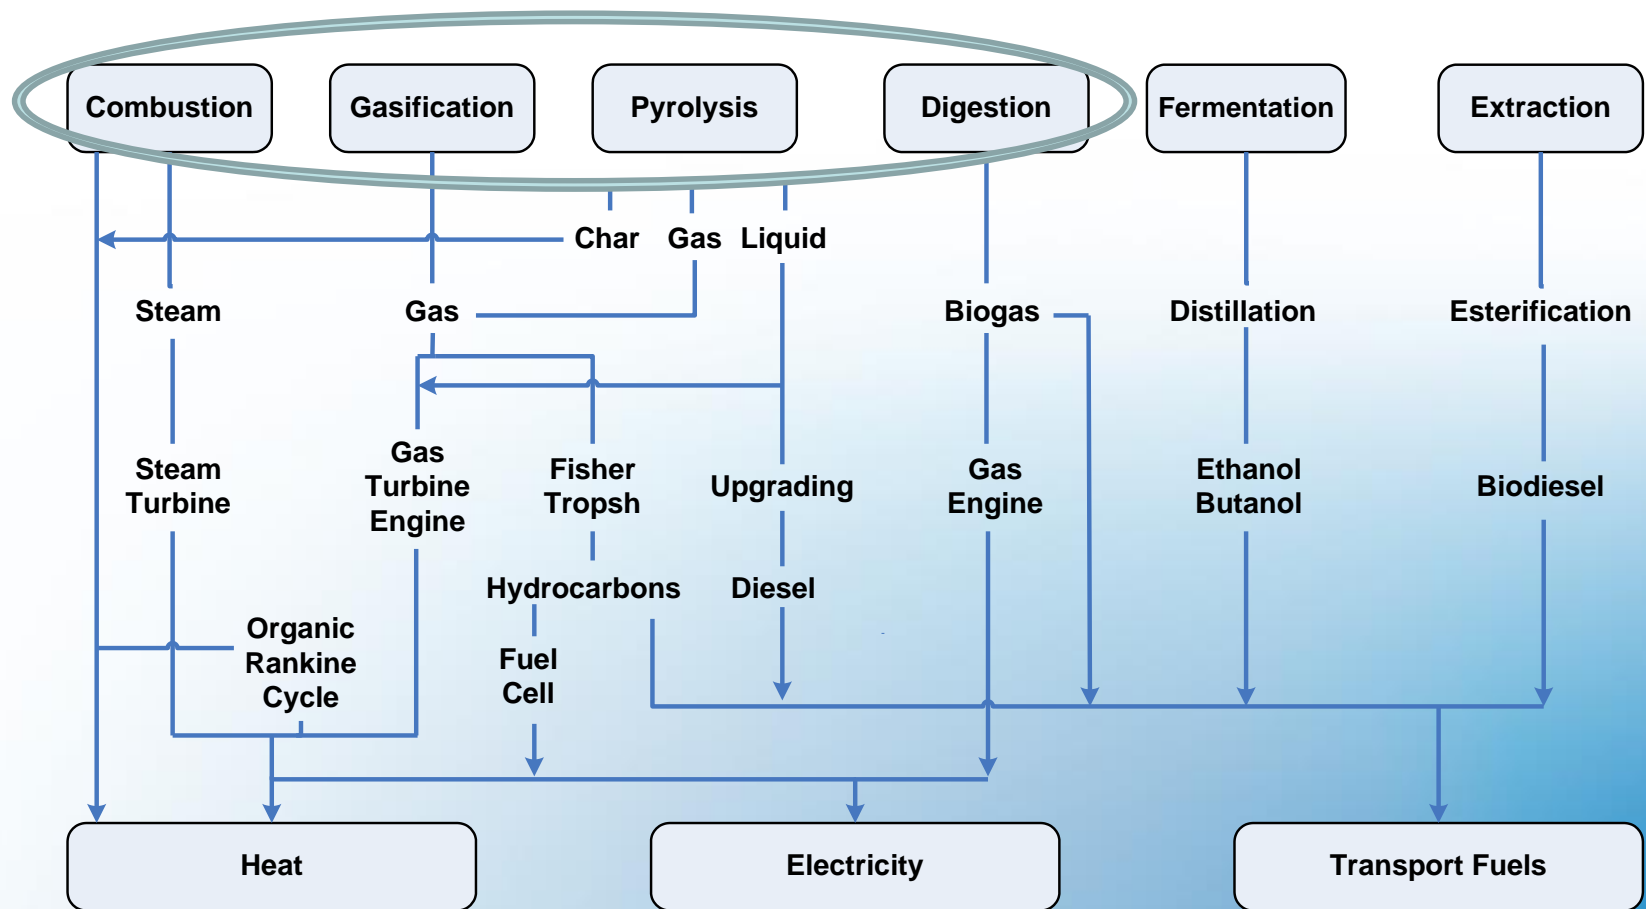 Combustion
Gasification
Pyrolysis
Digestion
Fermentation
Extraction
Char
Gas
Liquid
Steam
Gas
Biogas
Distillation
Esterification
Steam
Turbine
Gas
Turbine
Engine
Fisher
Tropsh
Upgrading
Gas
Engine
Ethanol
Butanol
Biodiesel
Hydrocarbons
Diesel
Organic
Rankine
Cycle
Fuel
Cell
Heat
Electricity
Transport Fuels